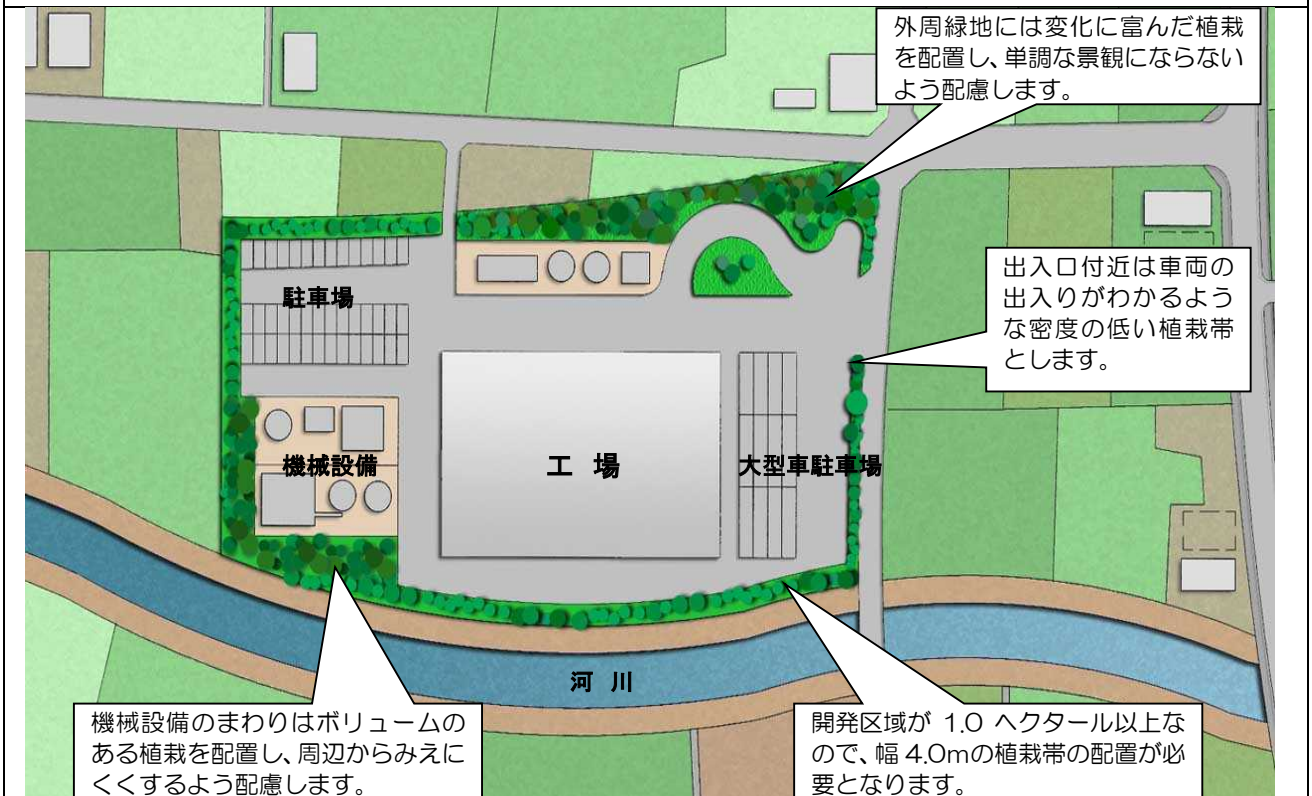 外周緑地には変化に富んだ植栽
を配置し、単調な景観にならない
よう配慮します。
出入口付近は車両の
出入りがわかるよう
な密度の低い植栽帯
とします。
駐車場
機械設備
工 場
大型車駐車場
河 川
機械設備のまわりはボリュームの
ある植栽を配置し、周辺からみえに
くくするよう配慮します。
開発区域が 1.0 ヘクタール以上な
ので、幅 4.0mの植栽帯の配置が必
要となります。